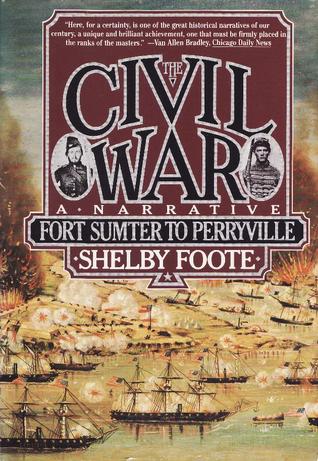 "Here, for a certainty, is one of the great historical narratives of our
century, a unique and brilliant achievement, one that must be firmly placed in
the ranks of the masters." —Van Allen Bradley, Chicago Daily News
THE
CIVIL
WAR
A · NARRATIVE
FORT SUMTER TO PERRYVILLE
· SHELBY FOOTE ·